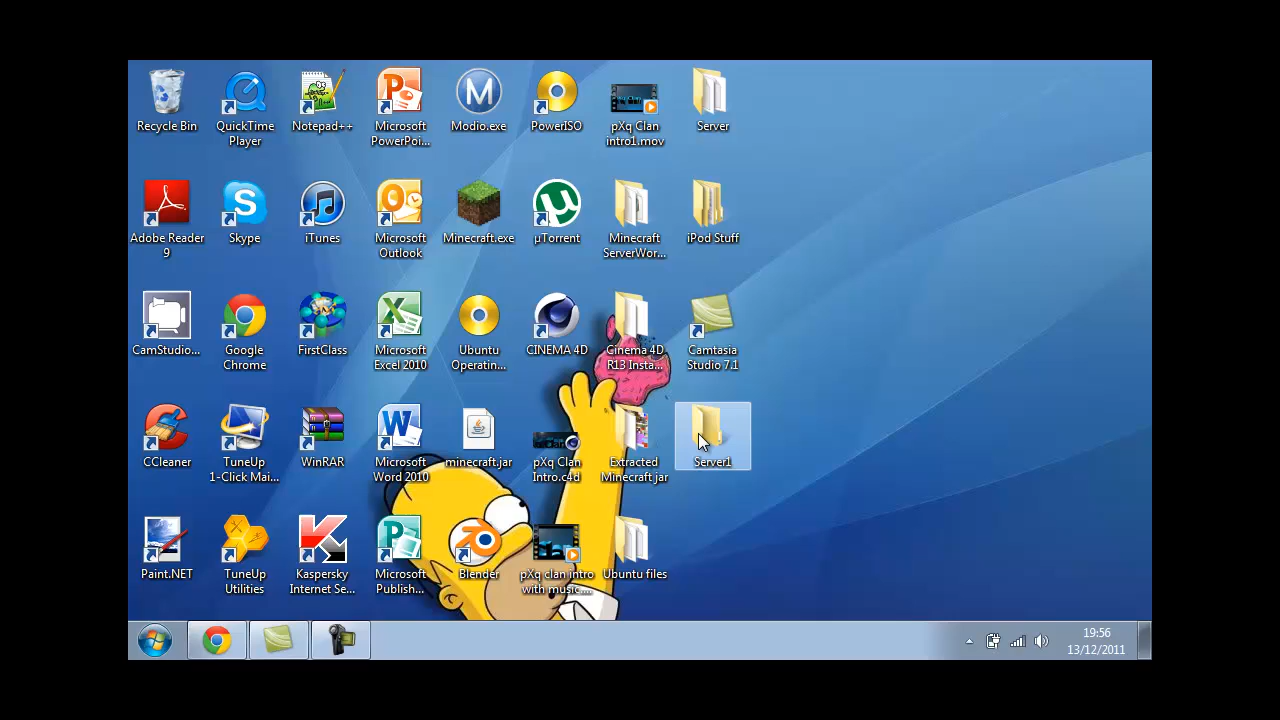 Recycle Bin
QuickTime
Player
Notepad++
Microsoft
PowerPoi...
Modio.exe
PowerISO
pXq Clan
intro1.mov
Server
Adobe Reader
9
Skype
iTunes
Microsoft
Outlook
Minecraft.exe
µTorrent
Minecraft
ServerWor...
iPod Stuff
CamStudio...
Google
Chrome
FirstClass
Microsoft
Excel 2010
Ubuntu
Operatin...
CINEMA 4D
Cinema 4D
R13 Insta...
Camtasia
Studio 7.1
CCleaner
TuneUp
1-Click Mai...
WinRAR
Microsoft
Word 2010
minecraft.jar
pXq Clan
Intro.c4d
Extracted
Minecraft.jar
Server1
Paint.NET
TuneUp
Utilities
Kaspersky
Internet Se...
Microsoft
Publish...
Blender
pXq clan intro
with music....
Ubuntu files
19:56
13/12/2011